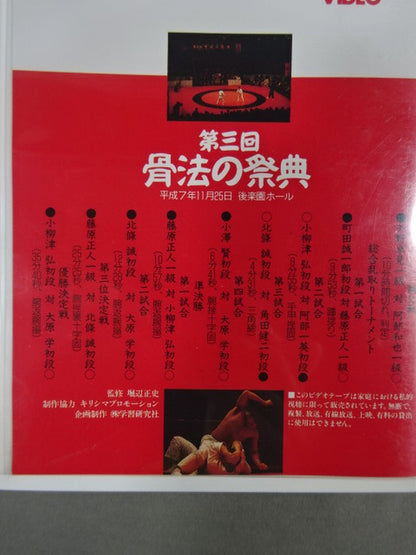 VIDEO
第三回
骨法の祭典
平成7年11月25日 後楽園ホール
総合乱取りトーナメント
第一試合
町田誠一郎初段 対 藤原正人一級
第二試合
小柳津 弘初段 対 阿部一英初段
第三試合
北條 誠初段 対 角田健二初段
第四試合
小澤 賢初段 対 大原 学初段
準決勝
第一試合
藤原正人一級 対 小柳津 弘初段
第二試合
北條 誠初段 対 大原 学初段
第三位決定戦
藤原正人一級 対 北條 誠初段
優勝決定戦
小柳津 弘初段 対 大原 学初段
監修 堀辺正史
制作協力 キリシマプロモーション
企画制作 ㈱学習研究社
■このビデオテープは家庭における私的
視聴に限って販売されています。無断で、
複製、放送、有線放送、上映、有料の貸出
に使用はできません。